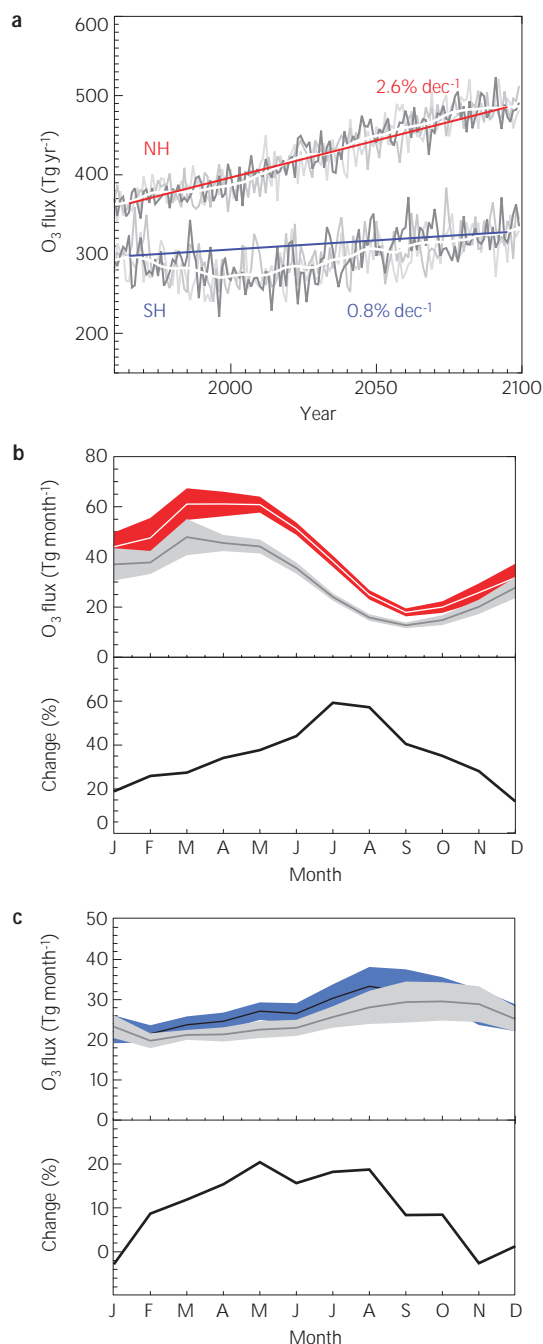 a
600
500
400
300
200
O3 flux (Tg yr-1)
2.6% dec-1
NH
SH
0.8% dec-1
2000
2050
2100
Year
b
80
60
40
20
0
O3 flux (Tg month-1)
60
40
20
0
Change (%)
J F M A M J J A S O N D
Month
c
50
40
30
20
10
0
O3 flux (Tg month-1)
20
10
0
Change (%)
J F M A M J J A S O N D
Month